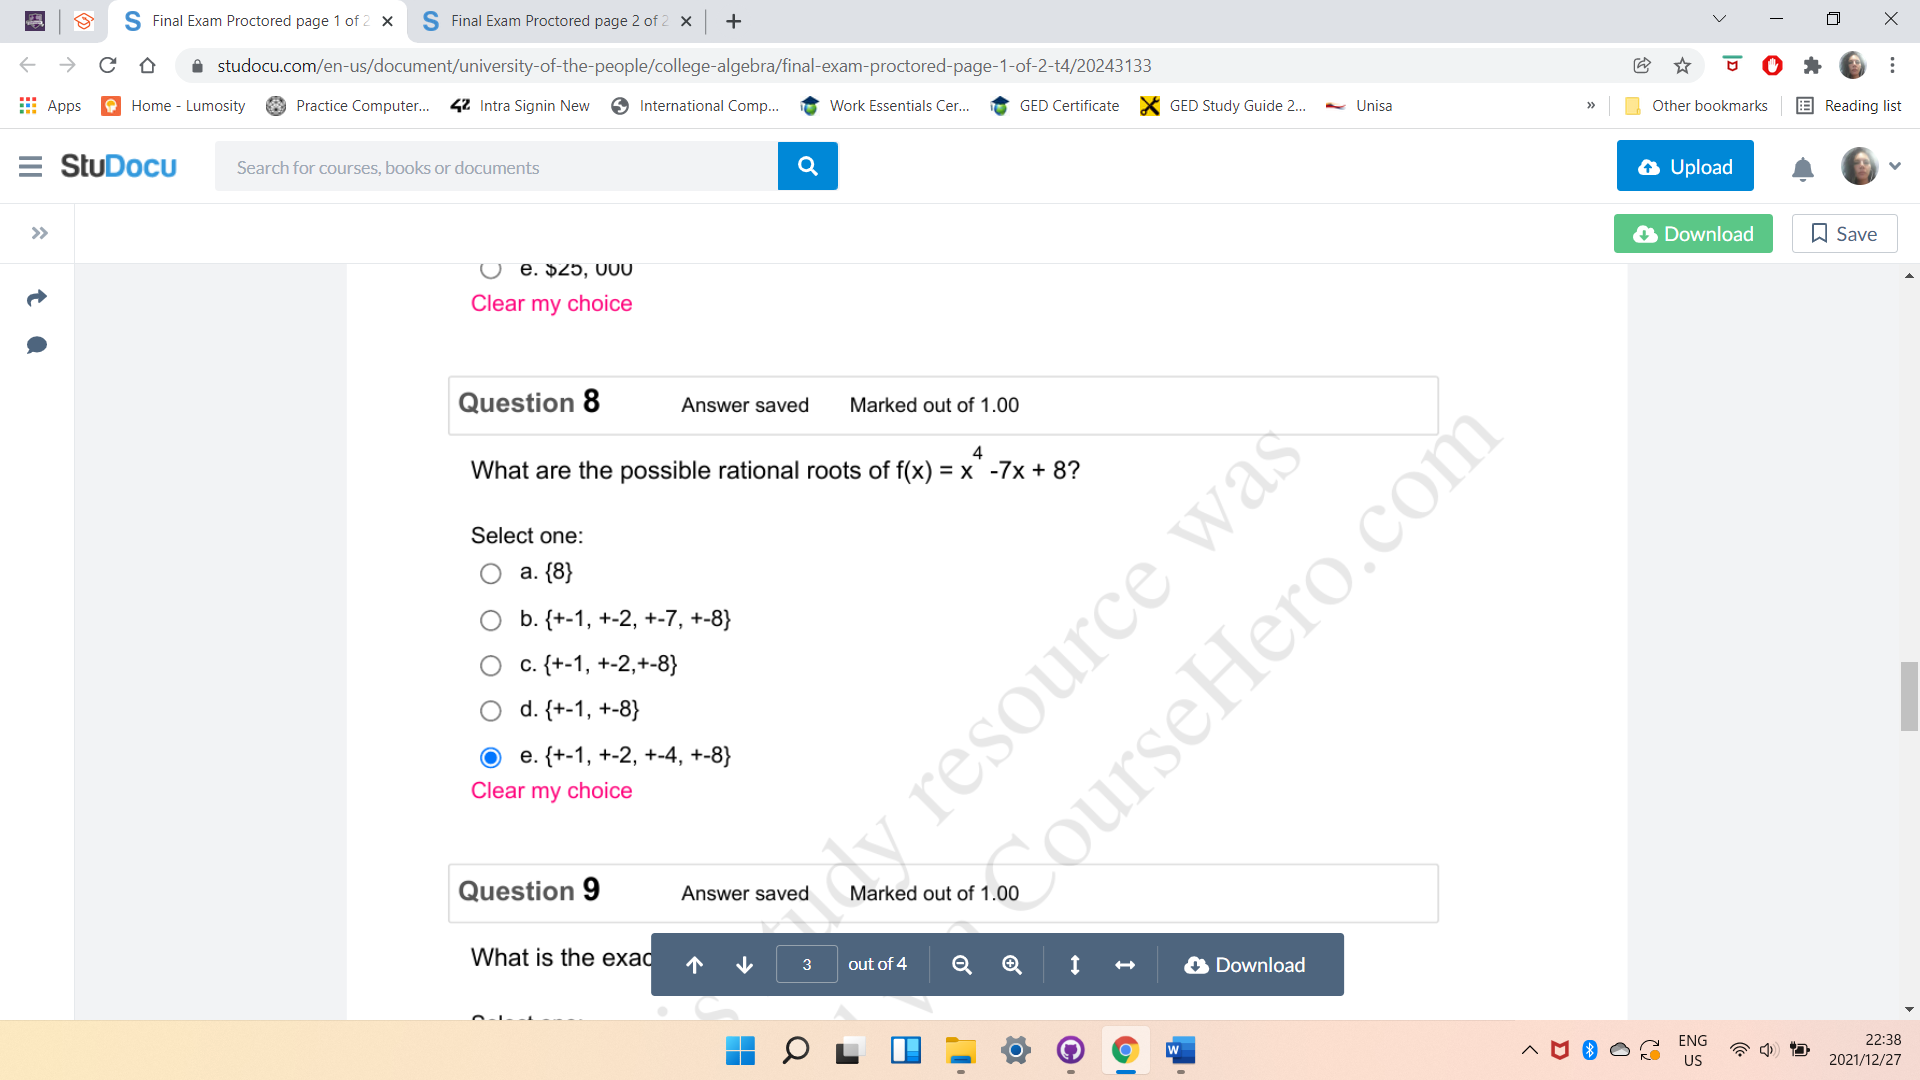 Final Exam Proctored page 1 of 2
Final Exam Proctored page 2 of 2
studocu.com/en-us/document/university-of-the-people/college-algebra/final-exam-proctored-page-1-of-2-t4/20243133
Apps Home - Lumosity Practice Computer... Intra Signin New International Comp... Work Essentials Cer... GED Certificate GED Study Guide 2... Unisa » Other bookmarks Reading list
StuDocu Search for courses, books or documents Upload
Download Save
e. $25, 000
Clear my choice
Question 8 Answer saved Marked out of 1.00
What are the possible rational roots of f(x) = x⁴ -7x + 8?
Select one:
a. {8}
b. {+-1, +-2, +-7, +-8}
c. {+-1, +-2,+-8}
d. {+-1, +-8}
e. {+-1, +-2, +-4, +-8}
Clear my choice
Question 9 Answer saved Marked out of 1.00
What is the exac
3 out of 4 Download
study resource was
CourseHero.com
ENG
US
22:38
2021/12/27